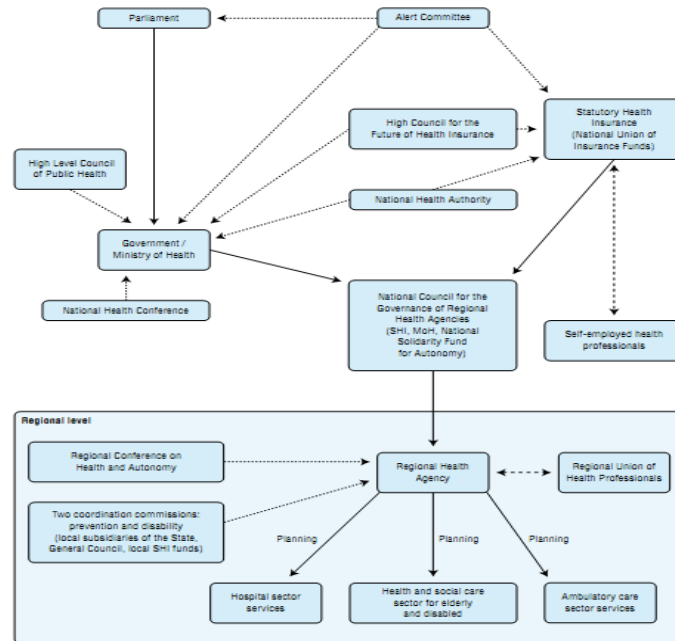 Parliament
Alert Committee
High Council for the
Future of Health Insurance
Statutory Health
Insurance
(National Union of
Insurance Funds)
High Level Council
of Public Health
National Health Authority
Government /
Ministry of Health
National Health Conference
National Council for the
Governance of Regional
Health Agencies
(SHI, MoH, National
Solidarity Fund
for Autonomy)
Self-employed health
professionals
Regional level
Regional Conference on
Health and Autonomy
Regional Health
Agency
Regional Union of
Health Professionals
Two coordination commissions:
prevention and disability
(local subsidiaries of the State,
General Council, local SHI funds)
Planning
Planning
Planning
Hospital sector
services
Health and social care
sector for elderly
and disabled
Ambulatory care
sector services